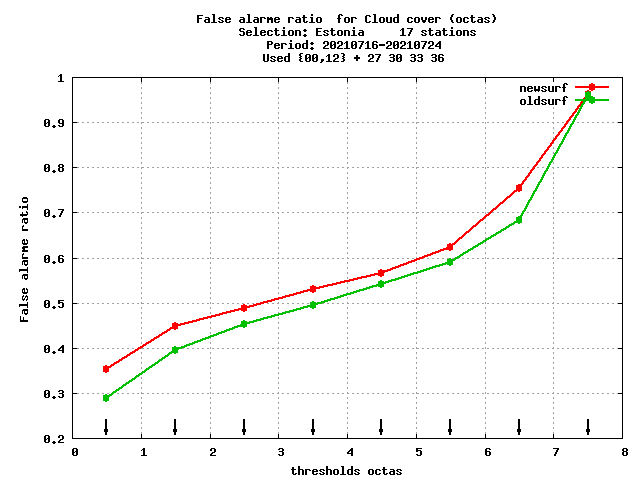 False alarme ratio  for Cloud cover (octas)
Selection: Estonia     17 stations
Period: 20210716-20210724
Used {00,12} + 27 30 33 36
newsurf
oldsurf
False alarme ratio
1
0.9
0.8
0.7
0.6
0.5
0.4
0.3
0.2
0 1 2 3 4 5 6 7 8
thresholds octas